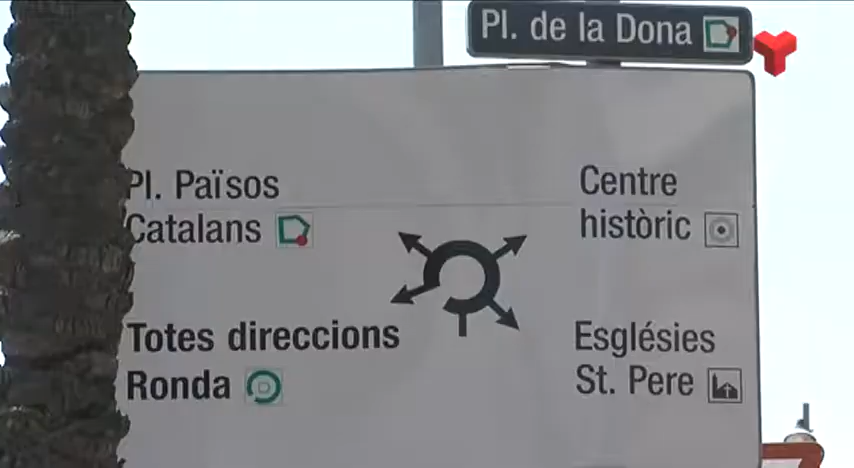 Pl. de la Dona
Pl. Països
Catalans
Centre
històric
Totes direccions
Ronda
Esglésies
St. Pere